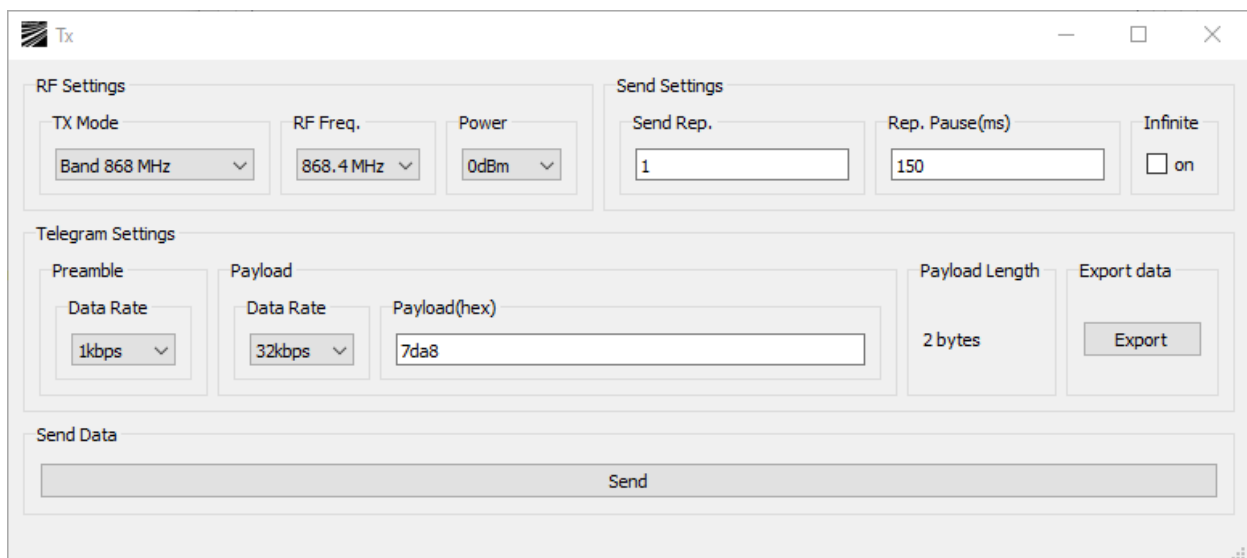 Tx
RF Settings
Send Settings
TX Mode
RF Freq.
Power
Send Rep.
Rep. Pause(ms)
Infinite
Band 868 MHz
868.4 MHz
0dBm
1
150
on
Telegram Settings
Preamble
Payload
Payload Length
Export data
Data Rate
Data Rate
Payload(hex)
1kbps
32kbps
7da8
2 bytes
Export
Send Data
Send